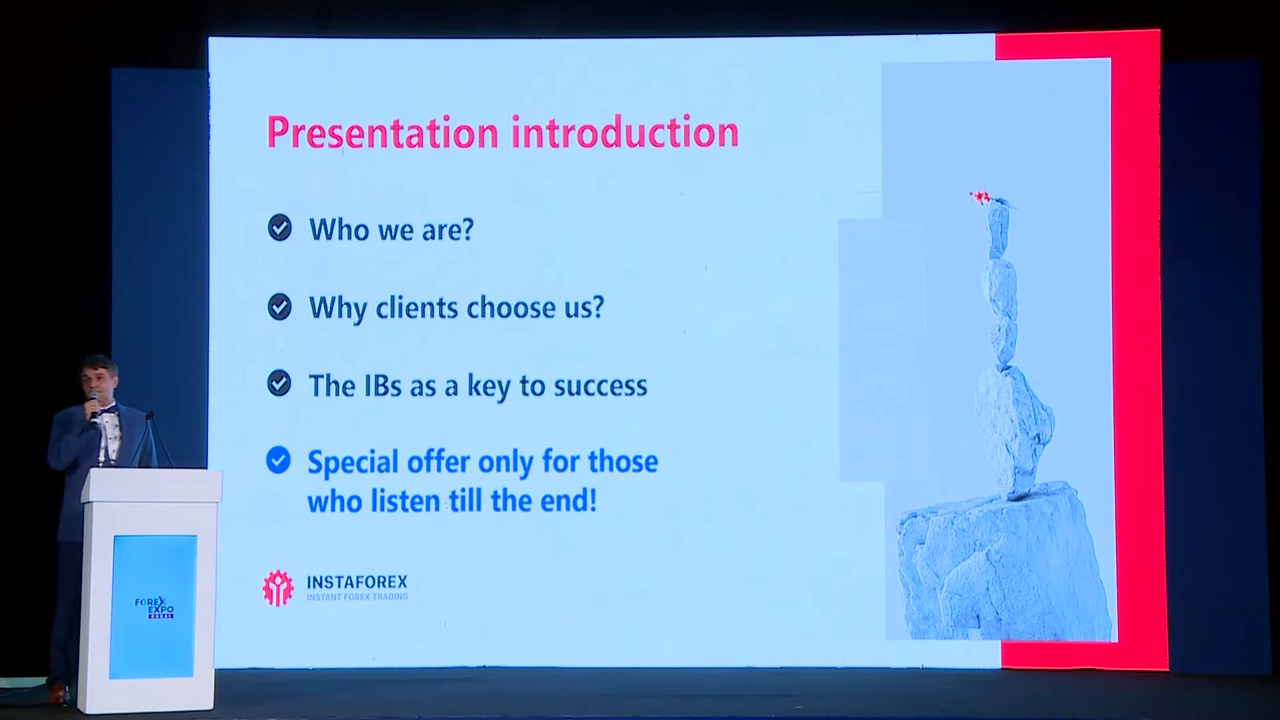 Presentation introduction
Who we are?
Why clients choose us?
The IBs as a key to success
Special offer only for those
who listen till the end!
INSTAFOREX
INSTANT FOREX TRADING
FOREX
EXPO
DUBAI